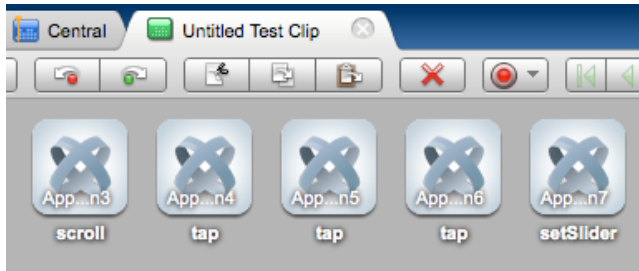 Central
Untitled Test Clip
App...n3
App...n4
App...n5
App...n6
App...n7
scroll
tap
tap
tap
setSlider